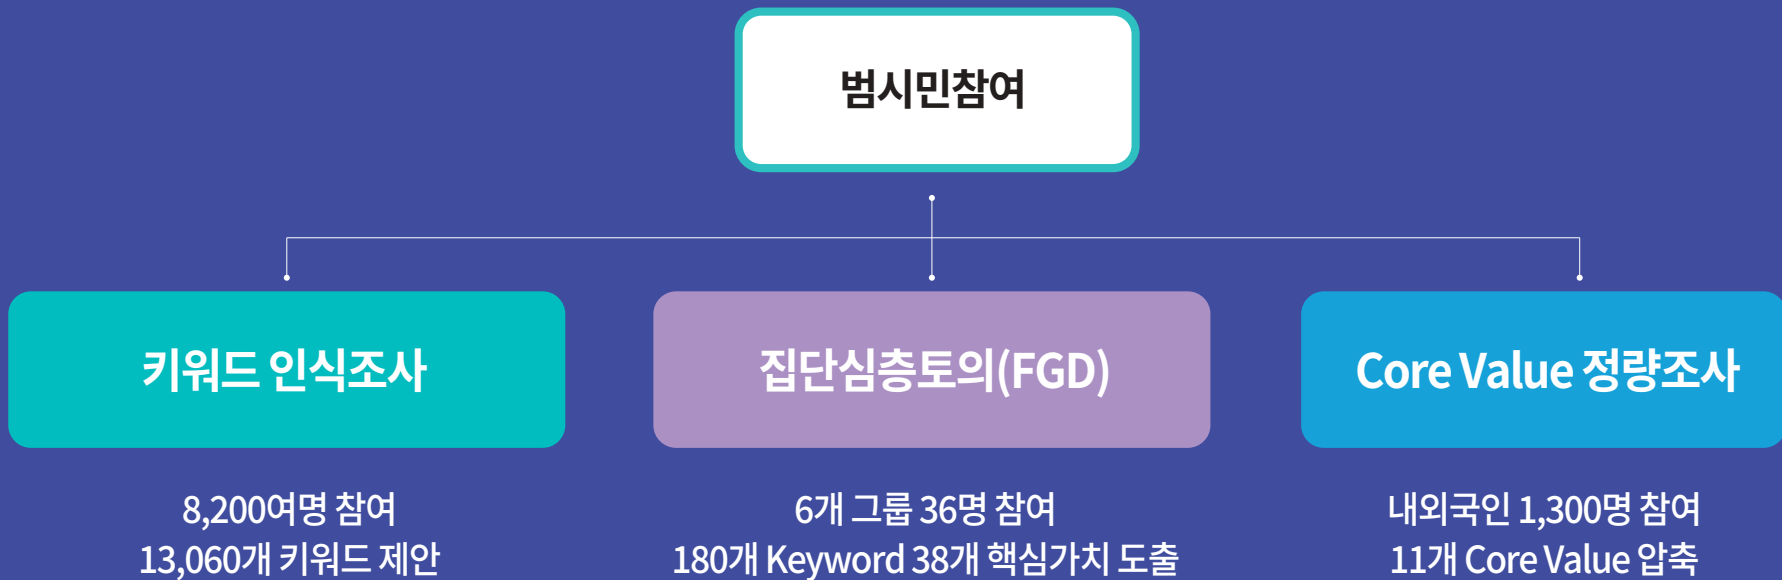 범시민참여
키워드 인식조사
집단심층토의(FGD)
Core Value 정량조사
8,200여명 참여
13,060개 키워드 제안
6개 그룹 36명 참여
180개 Keyword 38개 핵심가치 도출
내외국인 1,300명 참여
11개 Core Value 압축